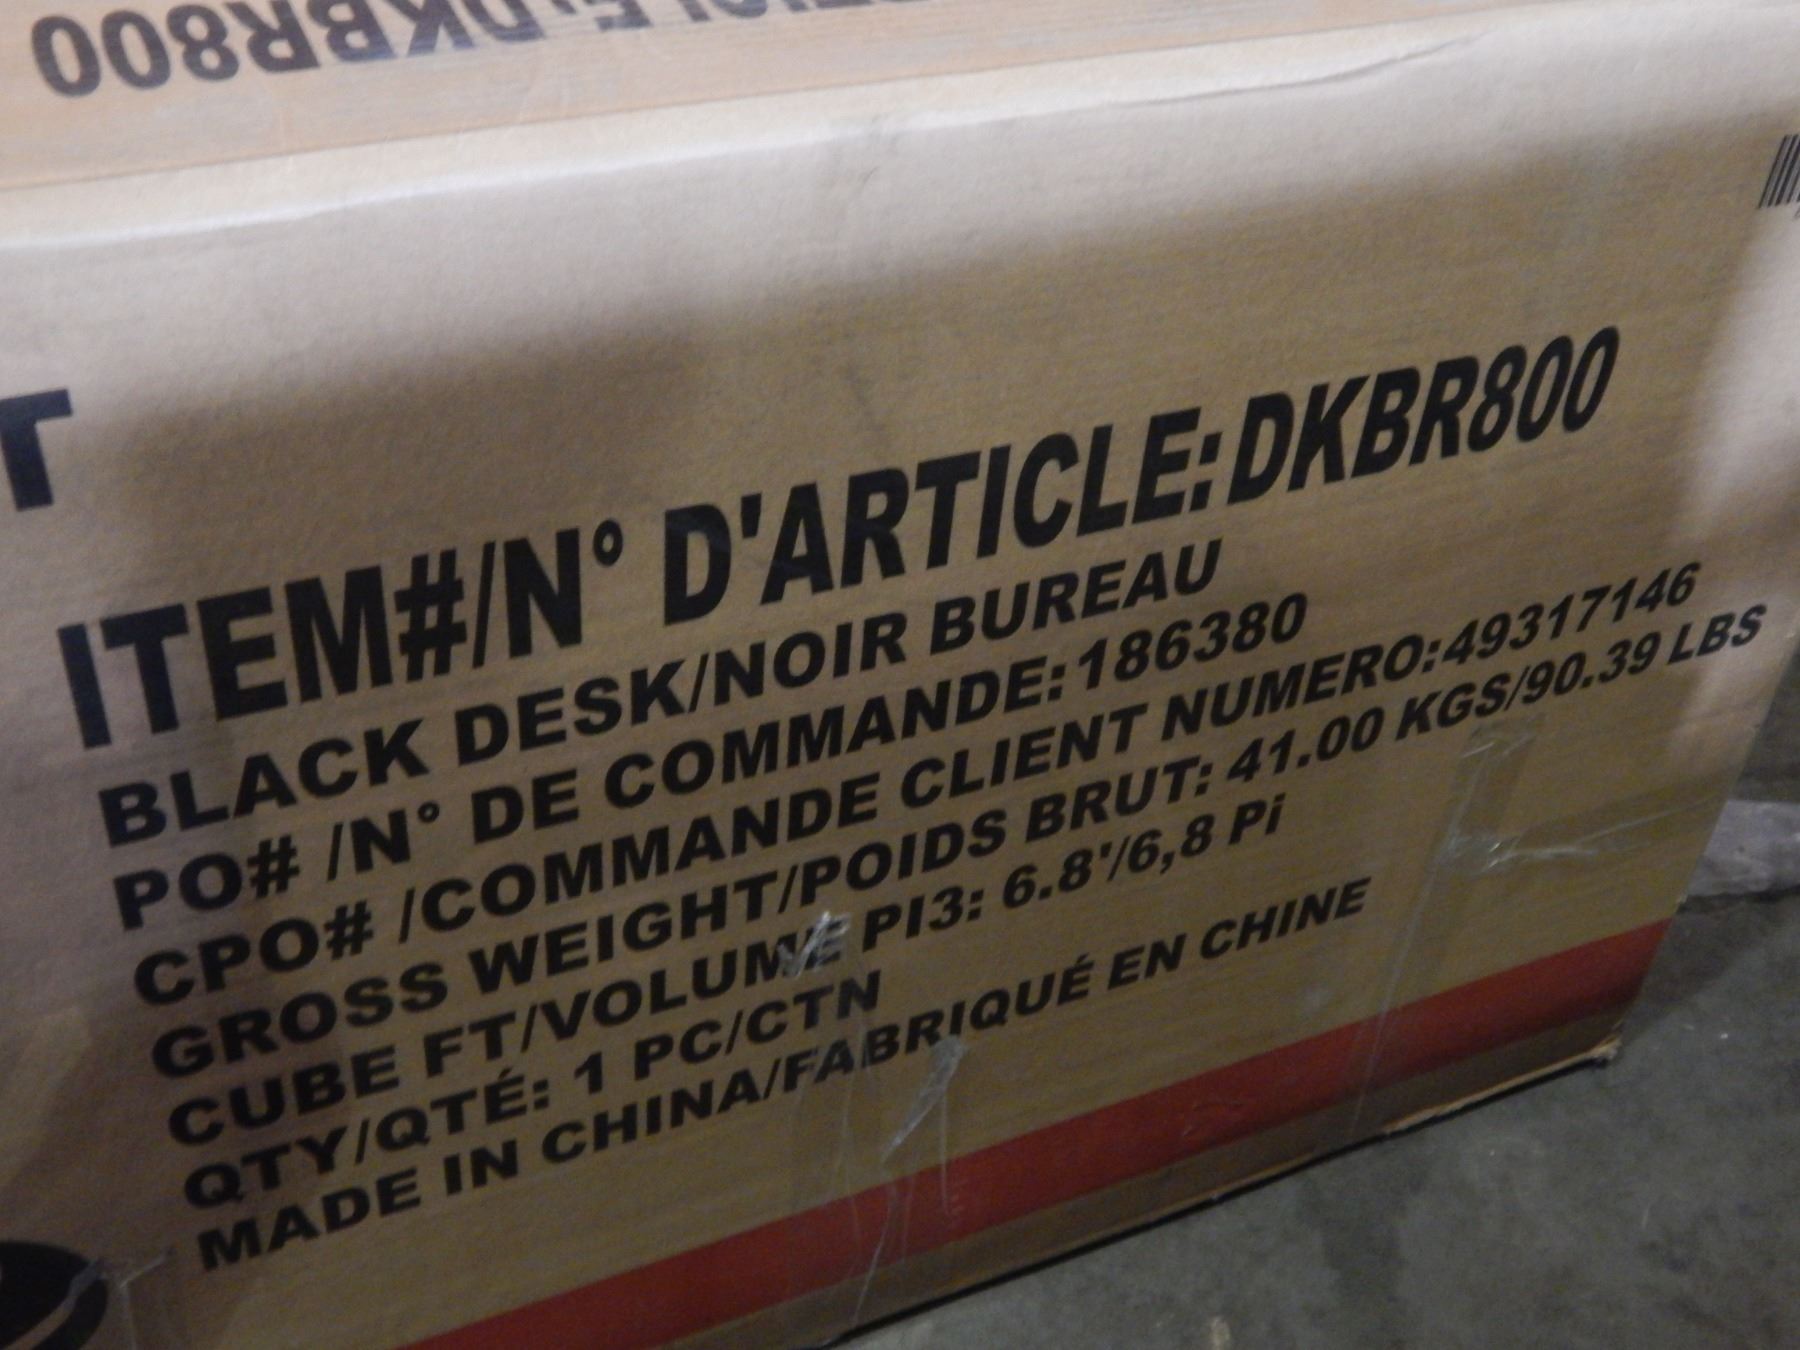 DKBR800
T
ITEM#/N° D'ARTICLE:DKBR800
BLACK DESK/NOIR BUREAU
PO# /N° DE COMMANDE:186380
CPO# /COMMANDE CLIENT NUMERO:49317146
GROSS WEIGHT/POIDS BRUT: 41.00 KGS/90.39 LBS
CUBE FT/VOLUME PI3: 6.8'/6,8 Pi
QTY/QTÉ: 1 PC/CTN
MADE IN CHINA/FABRIQUÉ EN CHINE